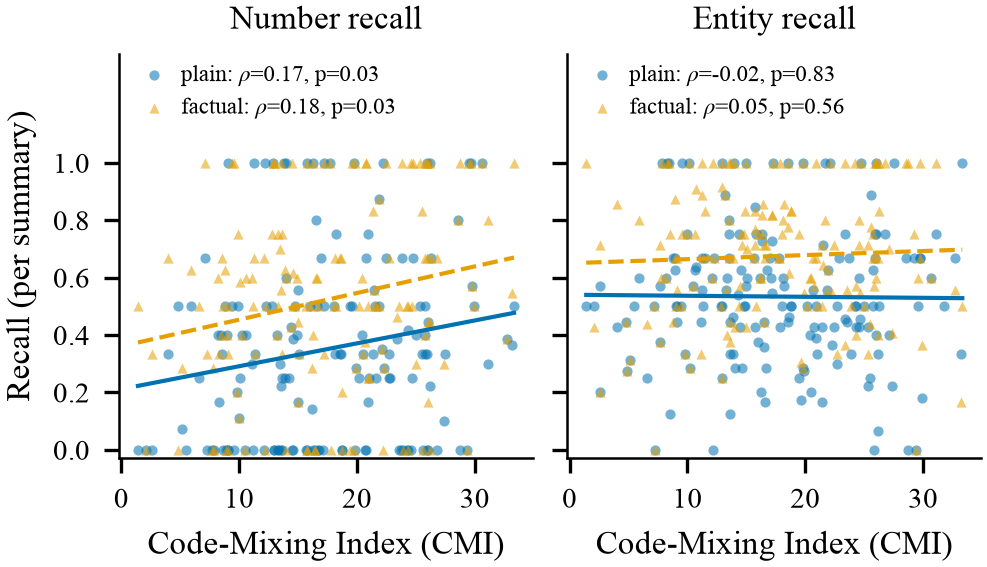 Number recall
Entity recall
plain: ρ=0.17, p=0.03
factual: ρ=0.18, p=0.03
plain: ρ=-0.02, p=0.83
factual: ρ=0.05, p=0.56
Recall (per summary)
1.0
0.8
0.6
0.4
0.2
0.0
0 10 20 30
0 10 20 30
Code-Mixing Index (CMI)
Code-Mixing Index (CMI)